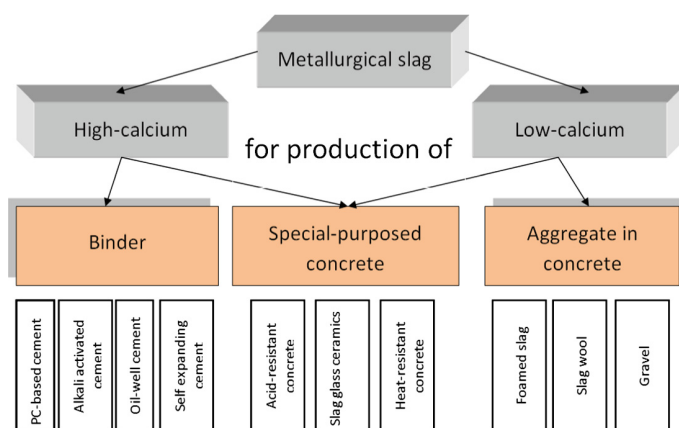 Metallurgical slag
High-calcium
Low-calcium
for production of
Binder
Special-purposed
concrete
Aggregate in
concrete
PC-based cement
Alkali activated
cement
Oil-well cement
Self expanding
cement
Acid-resistant
concrete
Slag glass ceramics
Heat-resistant
concrete
Foamed slag
Slag wool
Gravel